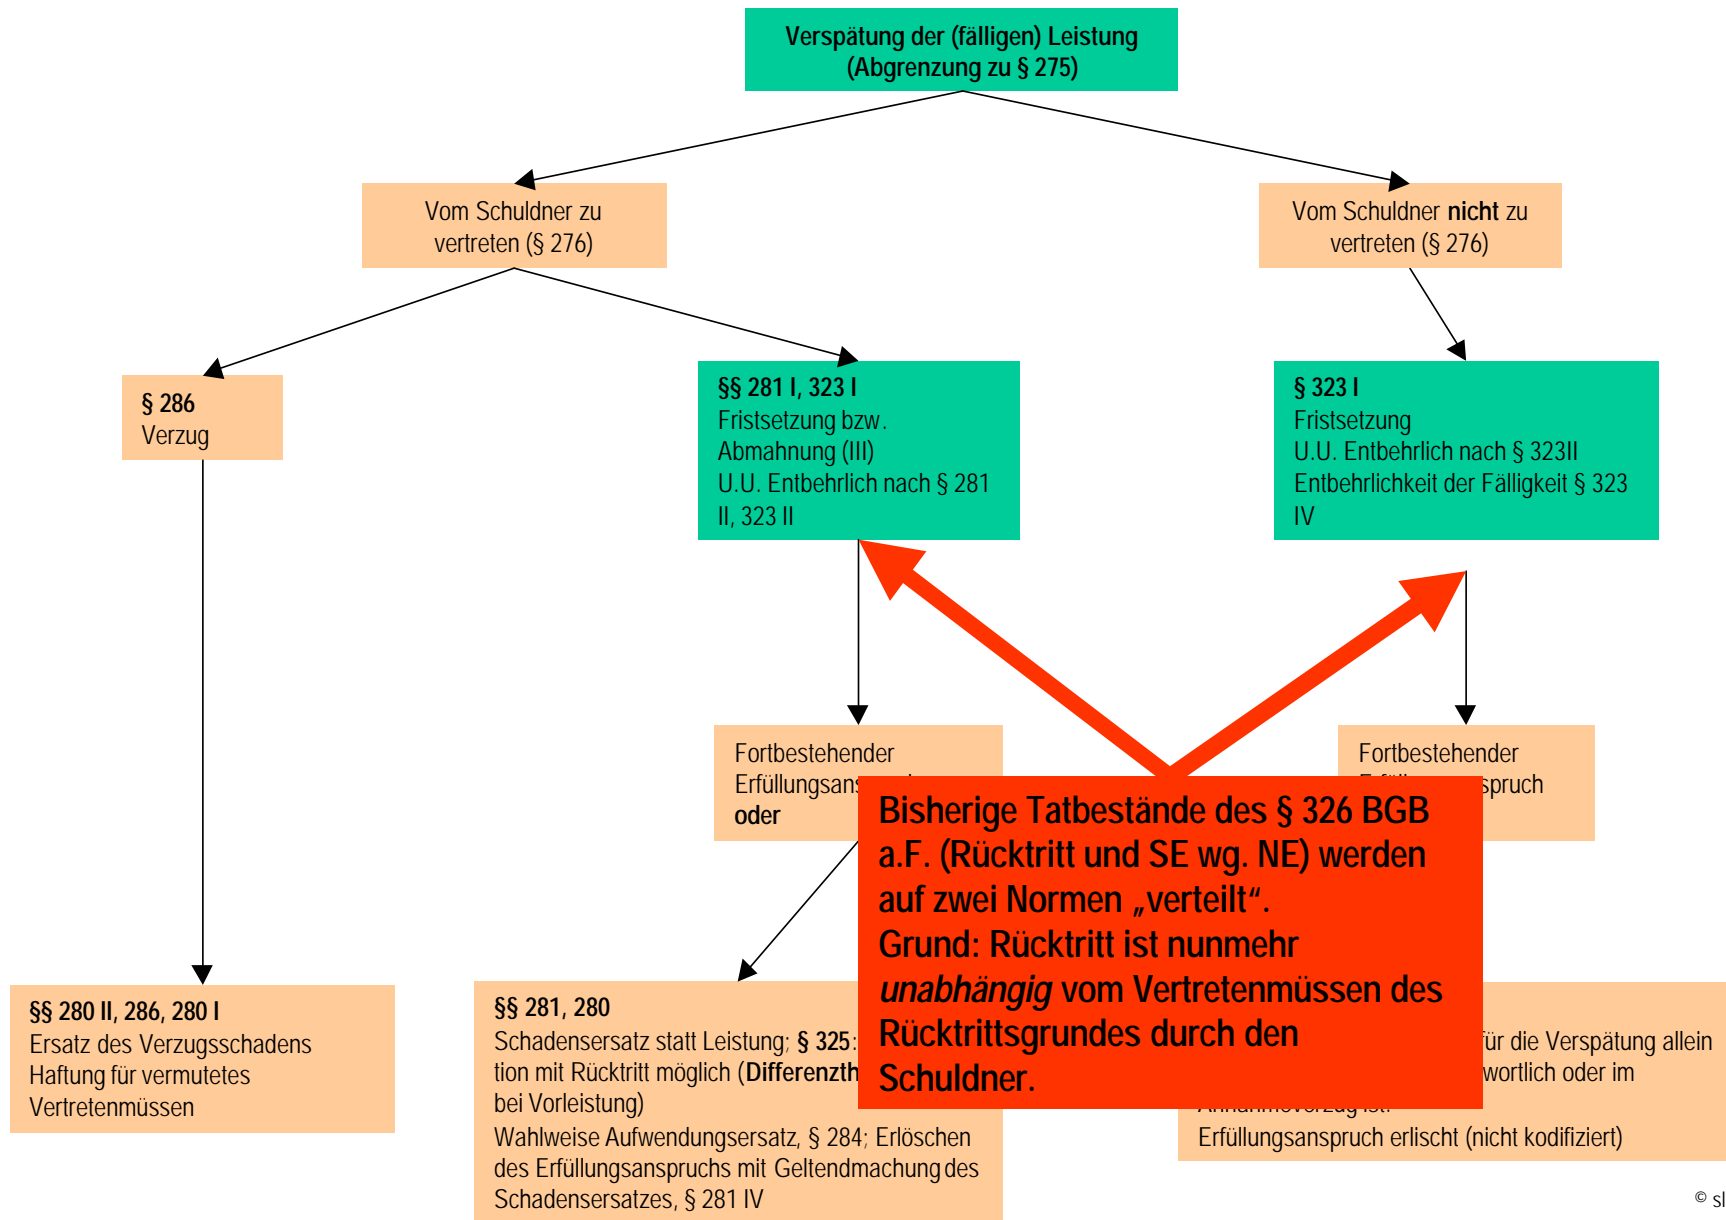 Verspätung der (fälligen) Leistung
(Abgrenzung zu § 275)
Vom Schuldner zu
vertreten (§ 276)
Vom Schuldner nicht zu
vertreten (§ 276)
§ 286
Verzug
§§ 281 I, 323 I
Fristsetzung bzw.
Abmahnung (III)
U.U. Entbehrlich nach § 281
II, 323 II
§ 323 I
Fristsetzung
U.U. Entbehrlich nach § 323II
Entbehrlichkeit der Fälligkeit § 323
IV
Fortbestehender
Erfüllungsans
oder
Fortbestehender
spruch
Bisherige Tatbestände des § 326 BGB
a.F. (Rücktritt und SE wg. NE) werden
auf zwei Normen „verteilt“.
Grund: Rücktritt ist nunmehr
unabhängig vom Vertretenmüssen des
Rücktrittsgrundes durch den
Schuldner.
§§ 280 II, 286, 280 I
Ersatz des Verzugsschadens
Haftung für vermutetes
Vertretenmüssen
§§ 281, 280
Schadensersatz statt Leistung; § 325:
tion mit Rücktritt möglich (Differenzth
bei Vorleistung)
Wahlweise Aufwendungsersatz, § 284; Erlöschen
des Erfüllungsanspruchs mit Geltendmachung des
Schadensersatzes, § 281 IV
für die Verspätung allein
wortlich oder im
Erfüllungsanspruch erlischt (nicht kodifiziert)
© sl